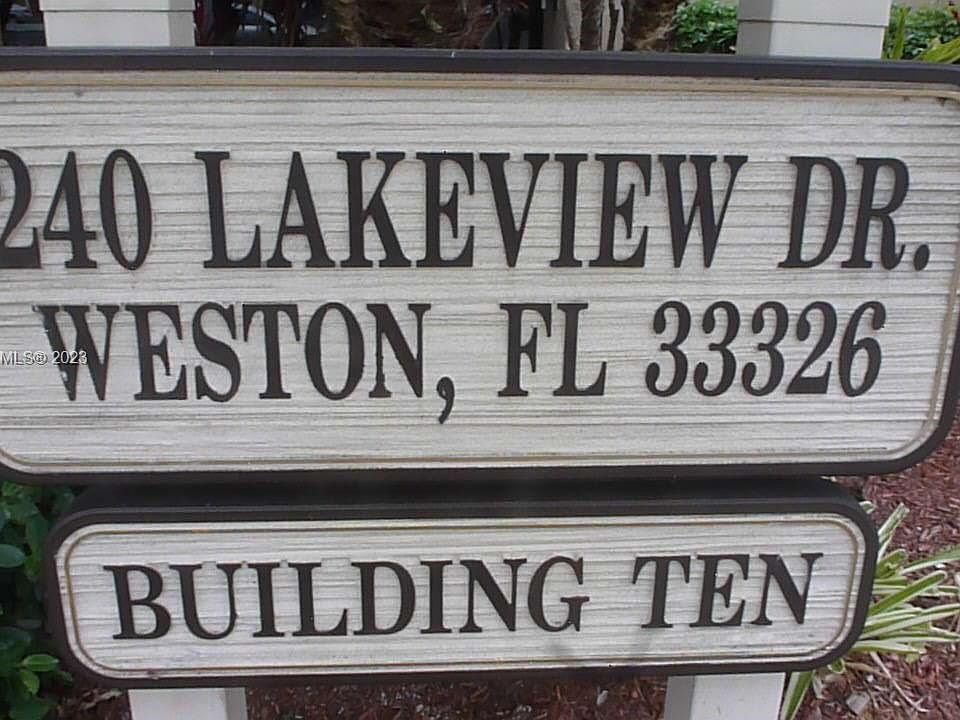 240 LAKEVIEW DR.
WESTON, FL 33326
MLS® 2023
BUILDING TEN